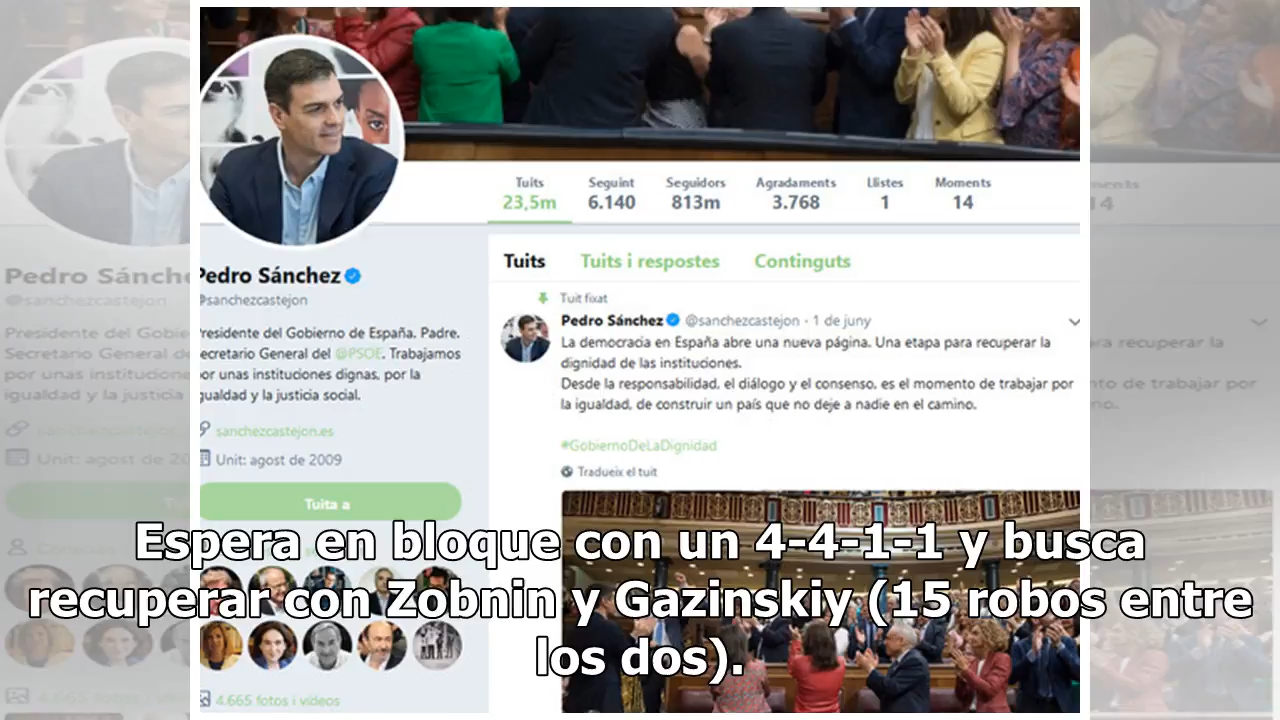 Tuits Seguint Seguidors Agradaments Llistes Moments
23,5m 6.140 813m 3.768 1 14
Pedro Sánchez
@sanchezcastejon
Presidente del Gobierno de España. Padre.
Secretario General del @PSOE. Trabajamos
por unas instituciones dignas, por la
igualdad y la justicia social.
sanchezcastejon.es
Unit: agost de 2009
Tuita a
4.665 fotos i vídeos
Tuits Tuits i respostes Continguts
Tuit fixat
Pedro Sánchez @sanchezcastejon · 1 de juny
La democracia en España abre una nueva página. Una etapa para recuperar la
dignidad de las instituciones.
Desde la responsabilidad, el diálogo y el consenso, es el momento de trabajar por
la igualdad, de construir un país que no deje a nadie en el camino.
#GobiernoDeLaDignidad
Tradueix el tuit
Espera en bloque con un 4-4-1-1 y busca
recuperar con Zobnin y Gazinskiy (15 robos entre
los dos).